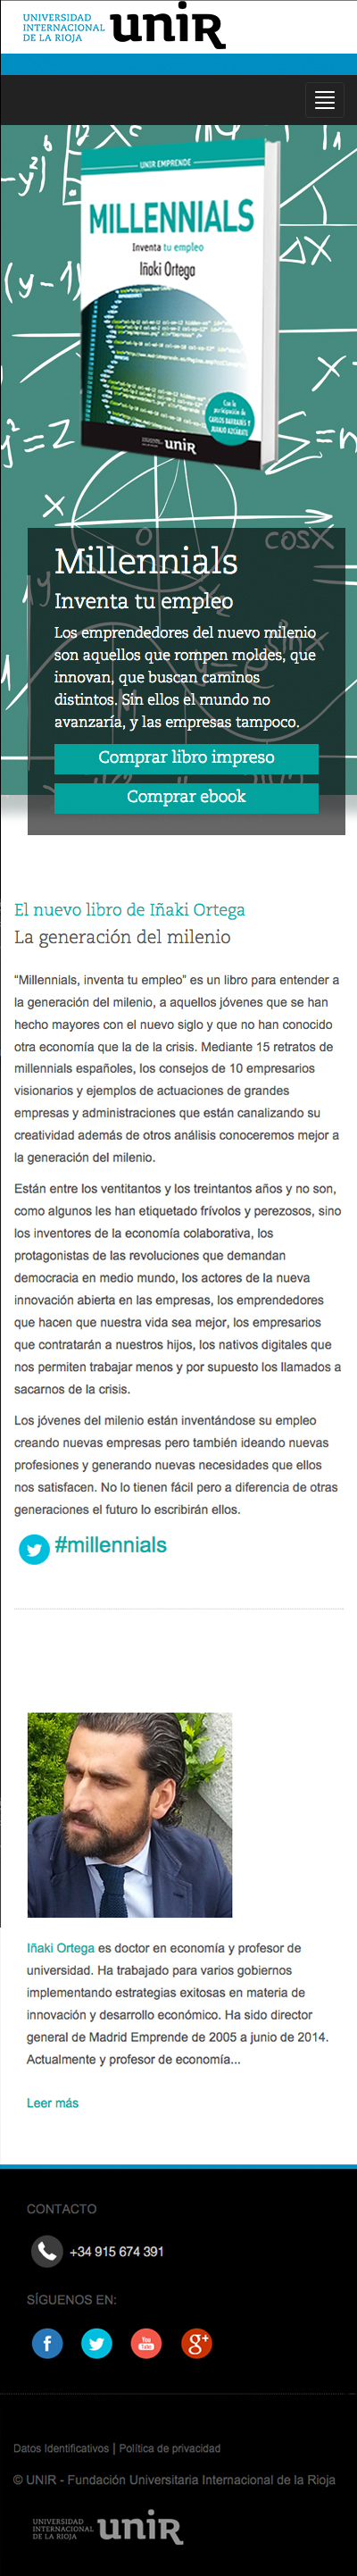 UNIVERSIDAD
INTERNACIONAL
DE LA RIOJA
unir
UNIR EMPRENDE
MILLENNIALS
Inventa tu empleo
Iñaki Ortega
Con la
participación de
CARLOS BARRABÉS Y
JUANJO AZCÁRATE
unir
Millennials
Inventa tu empleo
Los emprendedores del nuevo milenio
son aquellos que rompen moldes, que
innovan, que buscan caminos
distintos. Sin ellos el mundo no
avanzaría, y las empresas tampoco.
Comprar libro impreso
Comprar ebook
El nuevo libro de Iñaki Ortega
La generación del milenio
“Millennials, inventa tu empleo” es un libro para entender a
la generación del milenio, a aquellos jóvenes que se han
hecho mayores con el nuevo siglo y que no han conocido
otra economía que la de la crisis. Mediante 15 retratos de
millennials españoles, los consejos de 10 empresarios
visionarios y ejemplos de actuaciones de grandes
empresas y administraciones que están canalizando su
creatividad además de otros análisis conoceremos mejor a
la generación del milenio.
Están entre los ventitantos y los treintantos años y no son,
como algunos les han etiquetado frívolos y perezosos, sino
los inventores de la economía colaborativa, los
protagonistas de las revoluciones que demandan
democracia en medio mundo, los actores de la nueva
innovación abierta en las empresas, los emprendedores
que hacen que nuestra vida sea mejor, los empresarios
que contratarán a nuestros hijos, los nativos digitales que
nos permiten trabajar menos y por supuesto los llamados a
sacarnos de la crisis.
Los jóvenes del milenio están inventándose su empleo
creando nuevas empresas pero también ideando nuevas
profesiones y generando nuevas necesidades que ellos
nos satisfacen. No lo tienen fácil pero a diferencia de otras
generaciones el futuro lo escribirán ellos.
#millennials
Iñaki Ortega es doctor en economía y profesor de
universidad. Ha trabajado para varios gobiernos
implementando estrategias exitosas en materia de
innovación y desarrollo económico. Ha sido director
general de Madrid Emprende de 2005 a junio de 2014.
Actualmente y profesor de economía...
Leer más
CONTACTO
+34 915 674 391
SÍGUENOS EN:
Datos Identificativos | Política de privacidad
© UNIR - Fundación Universitaria Internacional de la Rioja
UNIVERSIDAD
INTERNACIONAL
DE LA RIOJA
unir